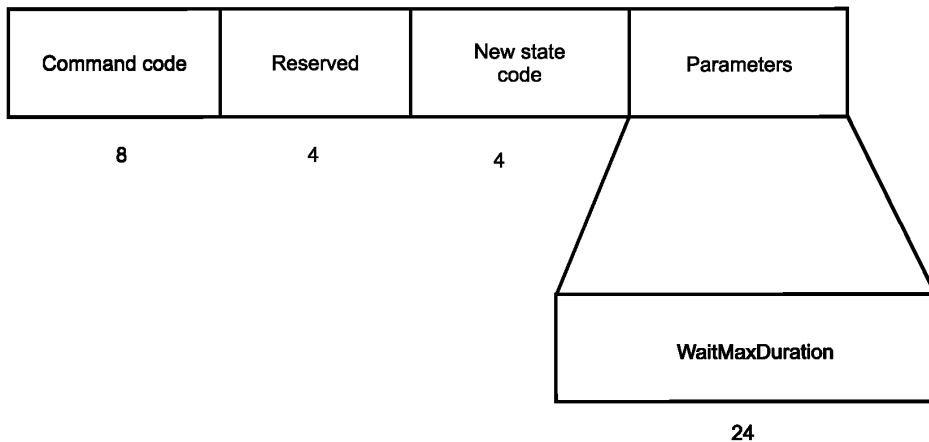 Command code
Reserved
New state
code
Parameters
8
4
4
WaitMaxDuration
24